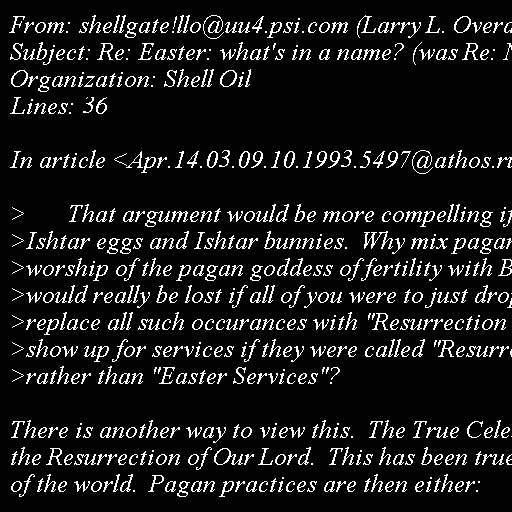 From: shellgate!llo@uu4.psi.com (Larry L. Overa
Subject: Re: Easter: what's in a name? (was Re:
Organization: Shell Oil
Lines: 36

In article <Apr.14.03.09.10.1993.5497@athos.ru

>      That argument would be more compelling if
>Ishtar eggs and Ishtar bunnies.  Why mix pagan
>worship of the pagan goddess of fertility with B
>would really be lost if all of you were to just drop
>replace all such occurances with "Resurrection
>show up for services if they were called "Resurre
>rather than "Easter Services"?

There is another way to view this.  The True Cele
the Resurrection of Our Lord.  This has been true
of the world.  Pagan practices are then either: